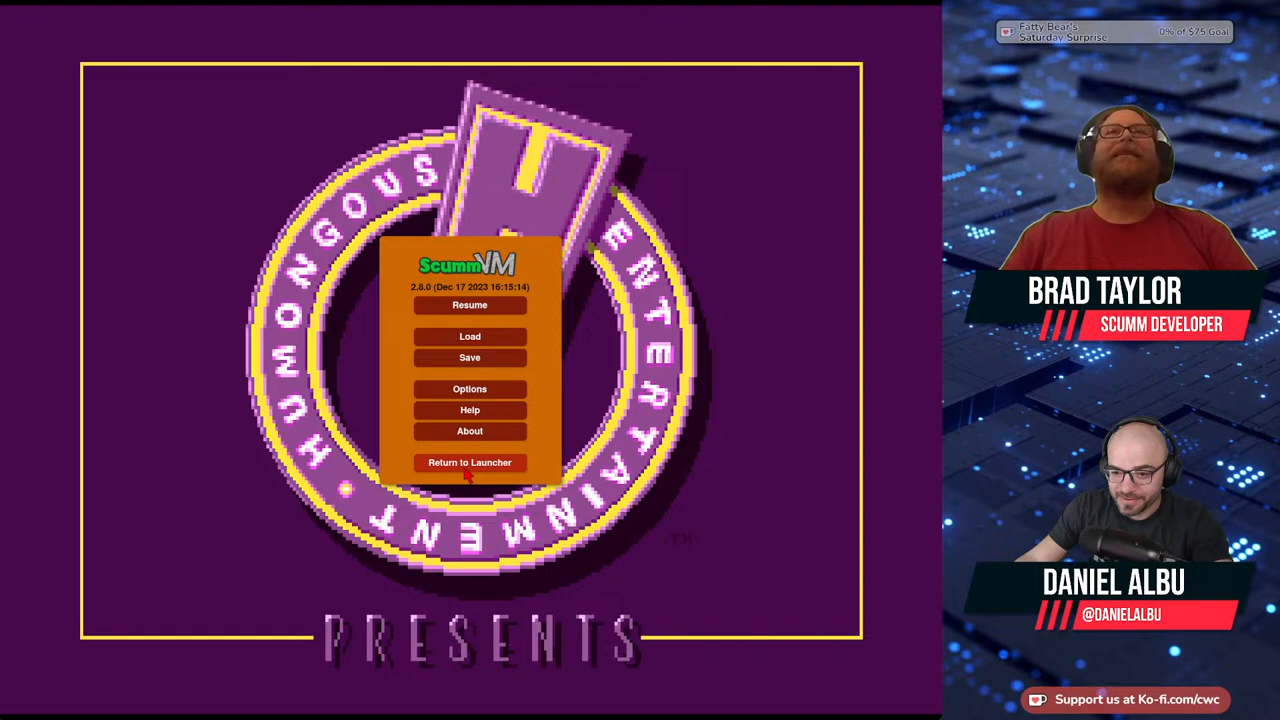 HUMONGOUS ENTERTAINMENT
PRESENTS
ScummVM
2.8.0 (Dec 17 2023 16:15:14)
Resume
Load
Save
Options
Help
About
Return to Launcher
Fatty Bear's
Saturday Surprise
0% of $75 Goal
BRAD TAYLOR
SCUMM DEVELOPER
DANIEL ALBU
@DANIELALBU
Support us at Ko-fi.com/cwc